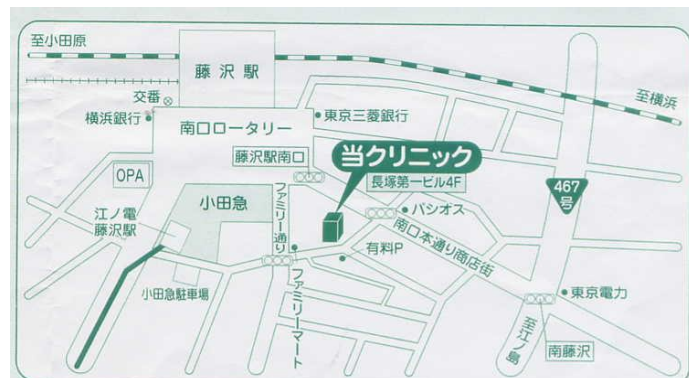 至小田原
藤沢駅
至横浜
交番
横浜銀行
南口ロータリー
東京三菱銀行
藤沢駅南口
当クリニック
長塚第一ビル4F
467
号
OPA
小田急
ファミリー通り
パシオス
江ノ電
藤沢駅
南口本通り商店街
有料P
小田急駐車場
ファミリーマート
東京電力
至江ノ島
南藤沢